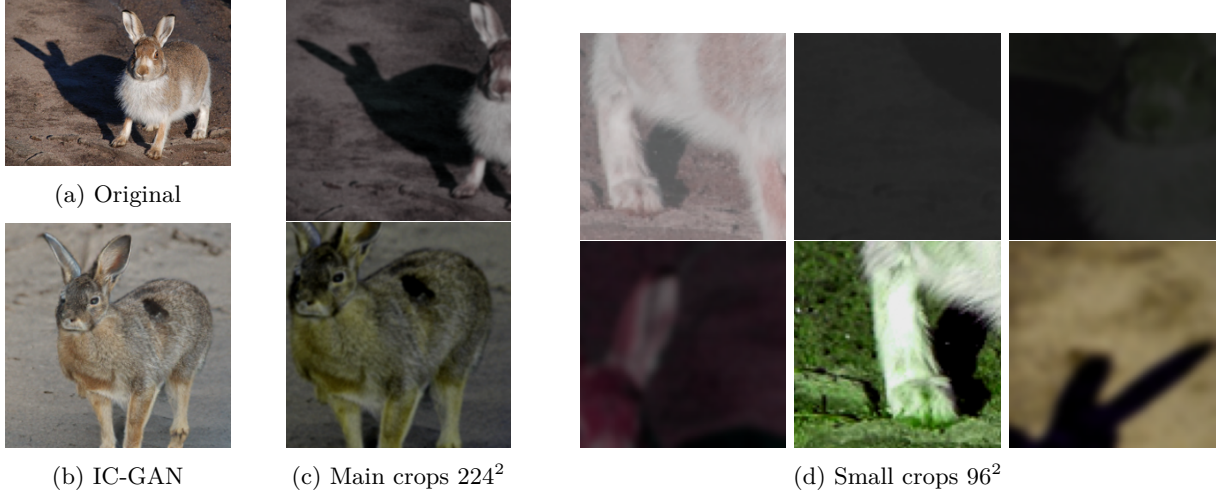 (a) Original
(b) IC-GAN
(c) Main crops 224²
(d) Small crops 96²